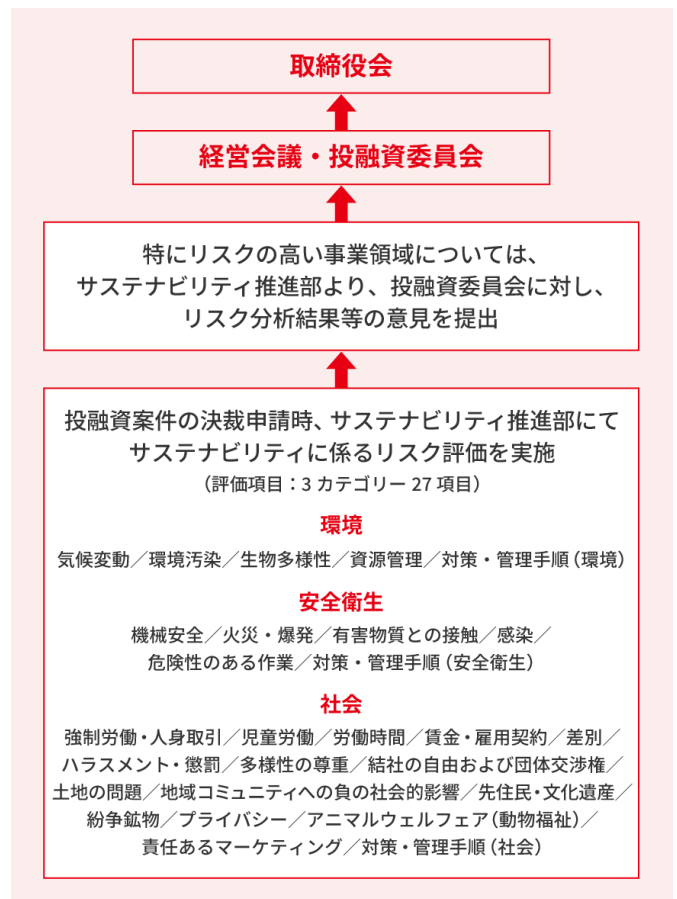 取締役会
経営会議・投融資委員会
特にリスクの高い事業領域については、
サステナビリティ推進部より、投融資委員会に対し、
リスク分析結果等の意見を提出
投融資案件の決裁申請時、サステナビリティ推進部にて
サステナビリティに係るリスク評価を実施
（評価項目：3カテゴリー 27 項目）
環境
気候変動／環境汚染／生物多様性／資源管理／対策・管理手順（環境）
安全衛生
機械安全／火災・爆発／有害物質との接触／感染／
危険性のある作業／対策・管理手順（安全衛生）
社会
強制労働・人身取引／児童労働／労働時間／賃金・雇用契約／差別／
ハラスメント・懲罰／多様性の尊重／結社の自由および団体交渉権／
土地の問題／地域コミュニティへの負の社会的影響／先住民・文化遺産／
紛争鉱物／プライバシー／アニマルウェルフェア（動物福祉）／
責任あるマーケティング／対策・管理手順（社会）